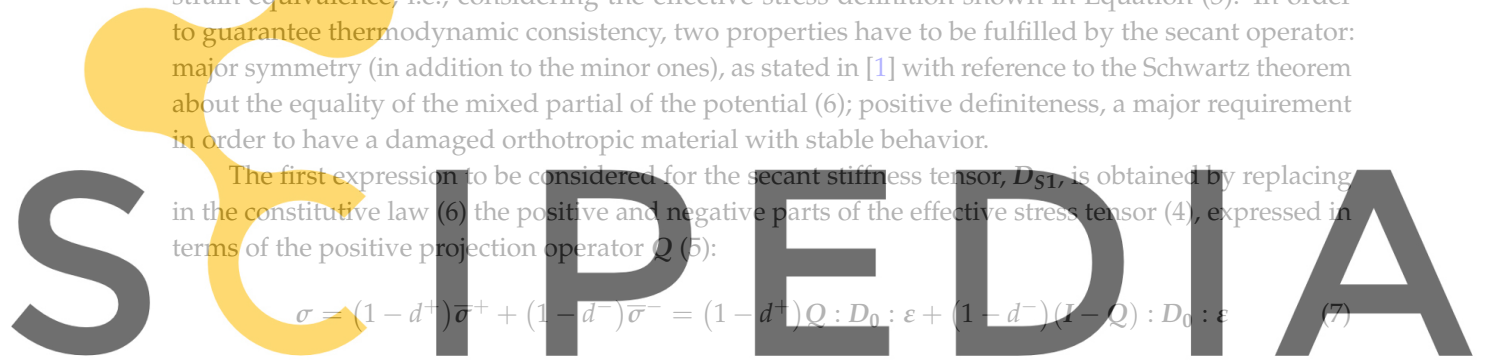 strain equivalence, i.e., considering the effective stress definition shown in Equation (3). In order
to guarantee thermodynamic consistency, two properties have to be fulfilled by the secant operator:
major symmetry (in addition to the minor ones), as stated in [1] with reference to the Schwartz theorem
about the equality of the mixed partial of the potential (6); positive definiteness, a major requirement
in order to have a damaged orthotropic material with stable behavior.
The first expression to be considered for the secant stiffness tensor, D_S1, is obtained by replacing
in the constitutive law (6) the positive and negative parts of the effective stress tensor (4), expressed in
terms of the positive projection operator Q (5):
σ = (1 − d⁺)σ̅⁺ + (1 − d⁻)σ̅⁻ = (1 − d⁺)Q : D₀ : ε + (1 − d⁻)(I − Q) : D₀ : ε (7)
SCIPEDIA